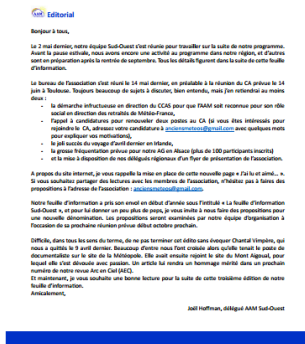 AAM Editorial
Bonjour à tous,
Le 2 mai dernier, notre équipe Sud-Ouest s'est réunie pour travailler sur la suite de notre programme.
Avant la pause estivale, nous avons encore une activité au programme dans notre région, et d'autres
sont en préparation après la rentrée de septembre. Tous les détails figurent dans la suite de cette feuille
d'information.
Le bureau de l'association s'est réuni le 14 mai dernier, en préalable à la réunion du CA prévue le 14
juin à Toulouse. Toujours beaucoup de sujets à discuter, bien entendu, mais j'en retiendrai au moins
deux :
- la démarche infructueuse en direction du CCAS pour que l'AAM soit reconnue pour son rôle
social en direction des retraités de Météo-France,
- l'appel à candidatures pour renouveler deux postes au CA (si vous êtes intéressés pour
rejoindre le CA, adressez votre candidature à anciensmeteos@gmail.com avec quelques mots
pour expliquer vos motivations),
- le joli succès du voyage d'avril dernier en Irlande,
- la grosse fréquentation prévue pour notre AG en Alsace (plus de 100 participants inscrits)
- et la mise à disposition de nos délégués régionaux d'un flyer de présentation de l'association.
A propos du site internet, je vous rappelle la mise en place de cette nouvelle page « J'ai lu et aimé... ».
Si vous souhaitez partager des lectures avec les membres de l'association, n'hésitez pas à faire des
propositions à l'adresse de l'association : anciensmeteos@gmail.com.
Notre feuille d'information a pris son envol en début d'année sous l'intitulé « La feuille d'information
Sud-Ouest », et pour lui donner un peu plus de peps, je vous invite à nous faire des propositions pour
une nouvelle dénomination. Les propositions seront examinées par notre équipe d'organisation à
l'occasion de sa prochaine réunion prévue début octobre prochain.
Difficile, dans tous les sens du terme, de ne pas terminer cet édito sans évoquer Chantal Vimpère, qui
nous a quittés le 9 avril dernier. Beaucoup d'entre nous l'ont croisée alors qu'elle tenait le poste de
documentaliste sur le site de la Météopole. Elle avait ensuite rejoint le site du Mont Aigoual, pour
lequel elle s'est dévouée avec passion. Un article lui rendra un hommage mérité dans un prochain
numéro de notre revue Arc en Ciel (AEC).
Et maintenant, je vous souhaite une bonne lecture pour la suite de cette troisième édition de notre
feuille d'information.
Amicalement,
Joël Hoffman, délégué AAM Sud-Ouest